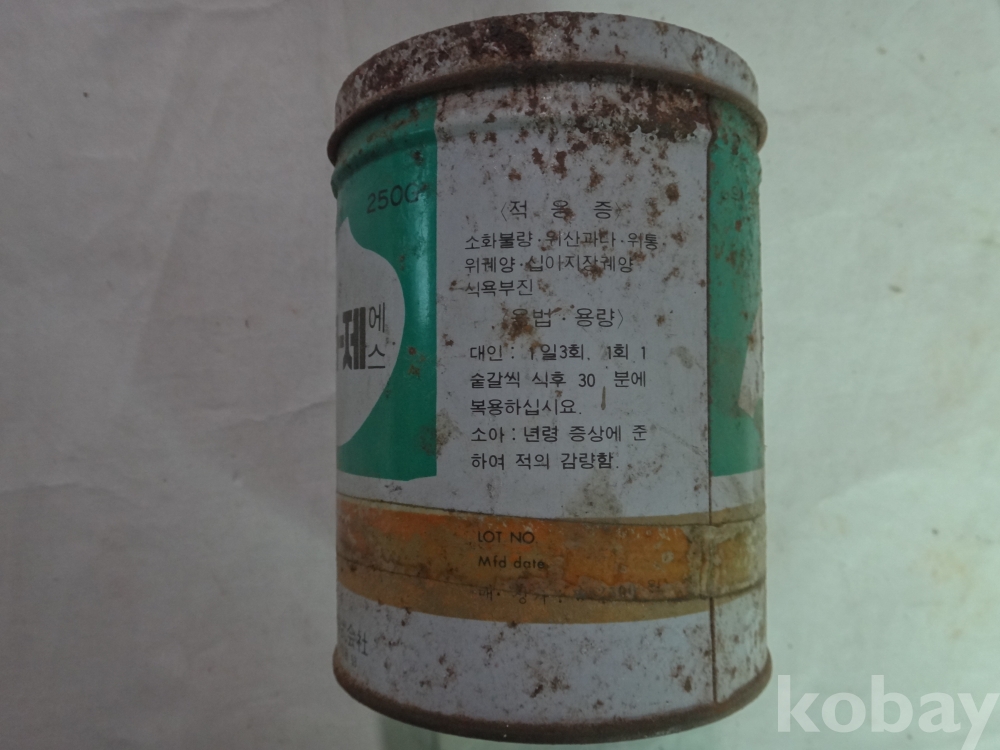 250G
〈적 응 증〉
소화불량·위산과다·위통
위궤양·십이지장궤양
식욕부진
용법·용량〉
대인 : 1일3회, 1회 1
숟갈씩 식후 30 분에
복용하십시요.
소아 : 년령 증상에 준
하여 적의 감량함.
제 에스
LOT NO
Mfd date
kobay